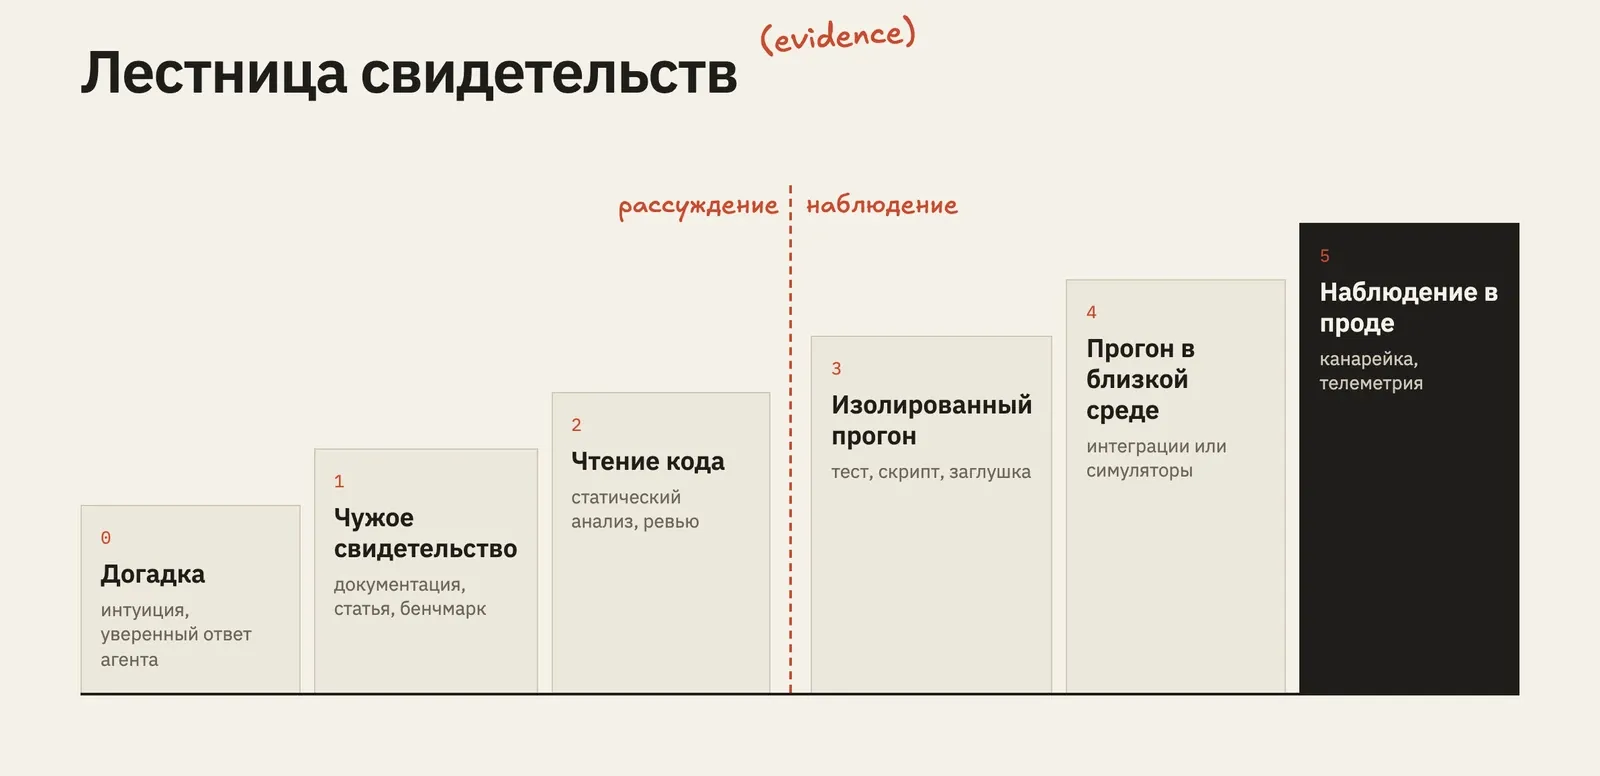 (evidence)
Лестница свидетельств
рассуждение
наблюдение
0
Догадка
интуиция,
уверенный ответ
агента
1
Чужое
свидетельство
документация,
статья, бенчмарк
2
Чтение кода
статический
анализ, ревью
3
Изолированный
прогон
тест, скрипт, заглушка
4
Прогон в
близкой
среде
интеграции или
симуляторы
5
Наблюдение в
проде
канарейка,
телеметрия